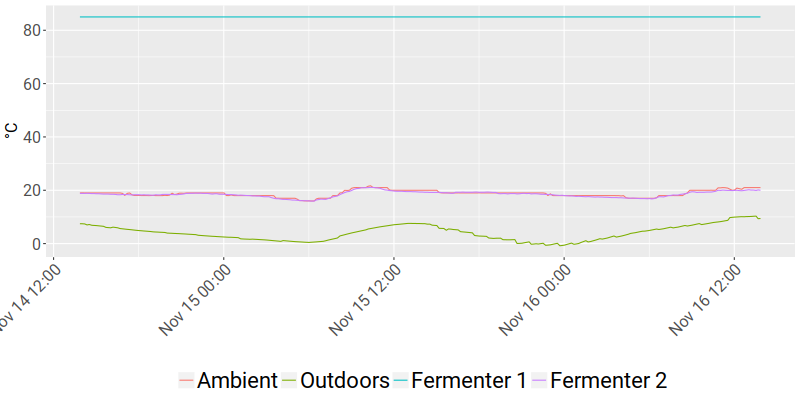 °C
80
60
40
20
0
Nov 14 12:00
Nov 15 00:00
Nov 15 12:00
Nov 16 00:00
Nov 16 12:00
Ambient Outdoors Fermenter 1 Fermenter 2